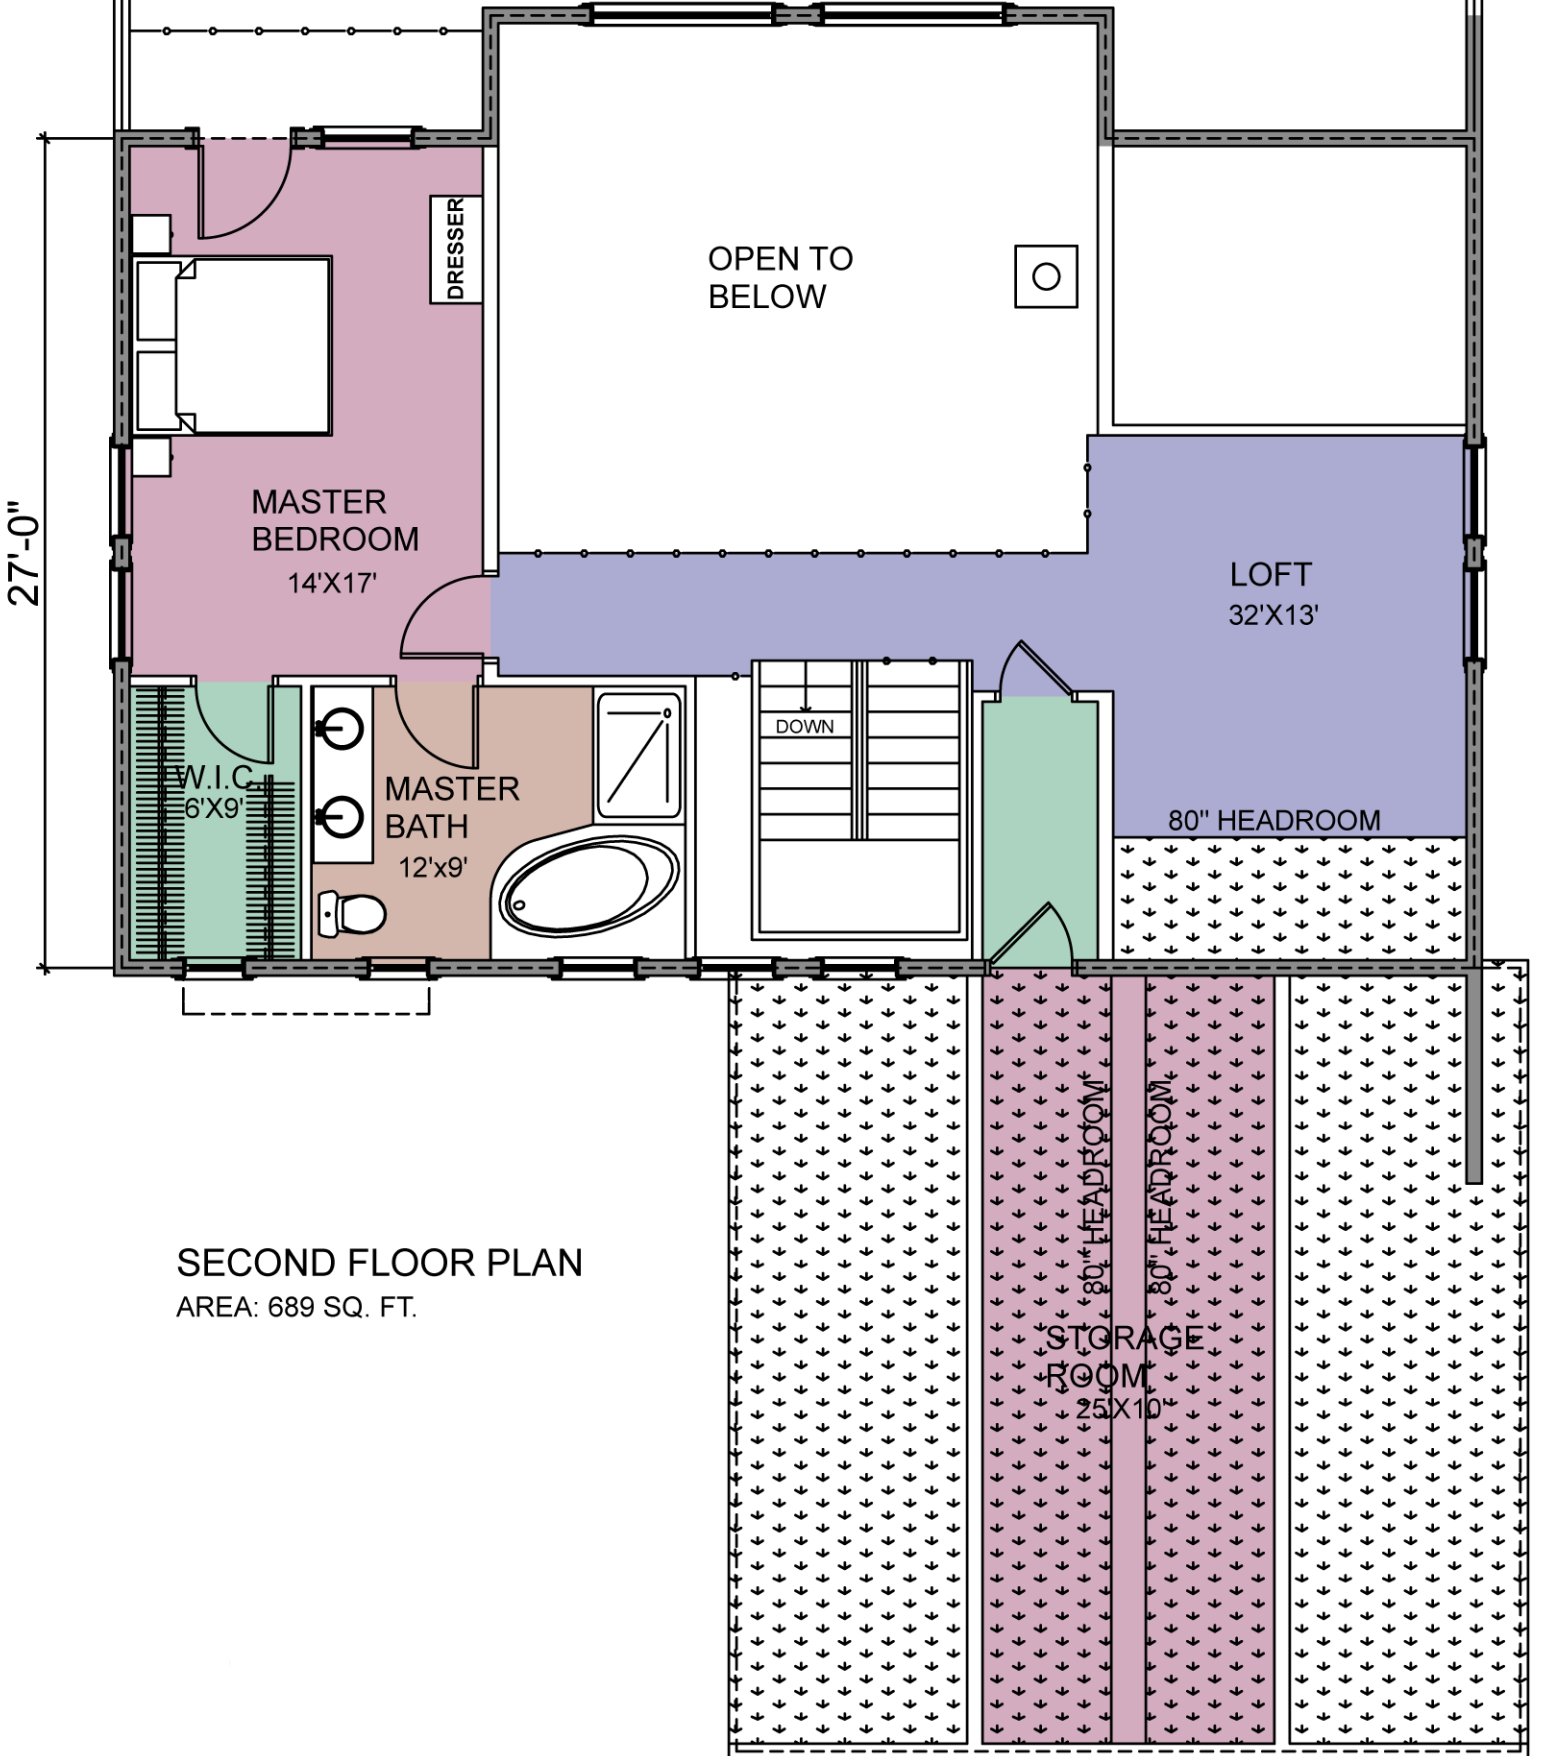 OPEN TO
BELOW
DRESSER
MASTER
BEDROOM
14'X17'
27'-0"
LOFT
32'X13'
DOWN
W.I.C.
6'X9'
MASTER
BATH
12'x9'
80" HEADROOM
80" HEADROOM
80" HEADROOM
STORAGE
ROOM
25'X10'
SECOND FLOOR PLAN
AREA: 689 SQ. FT.